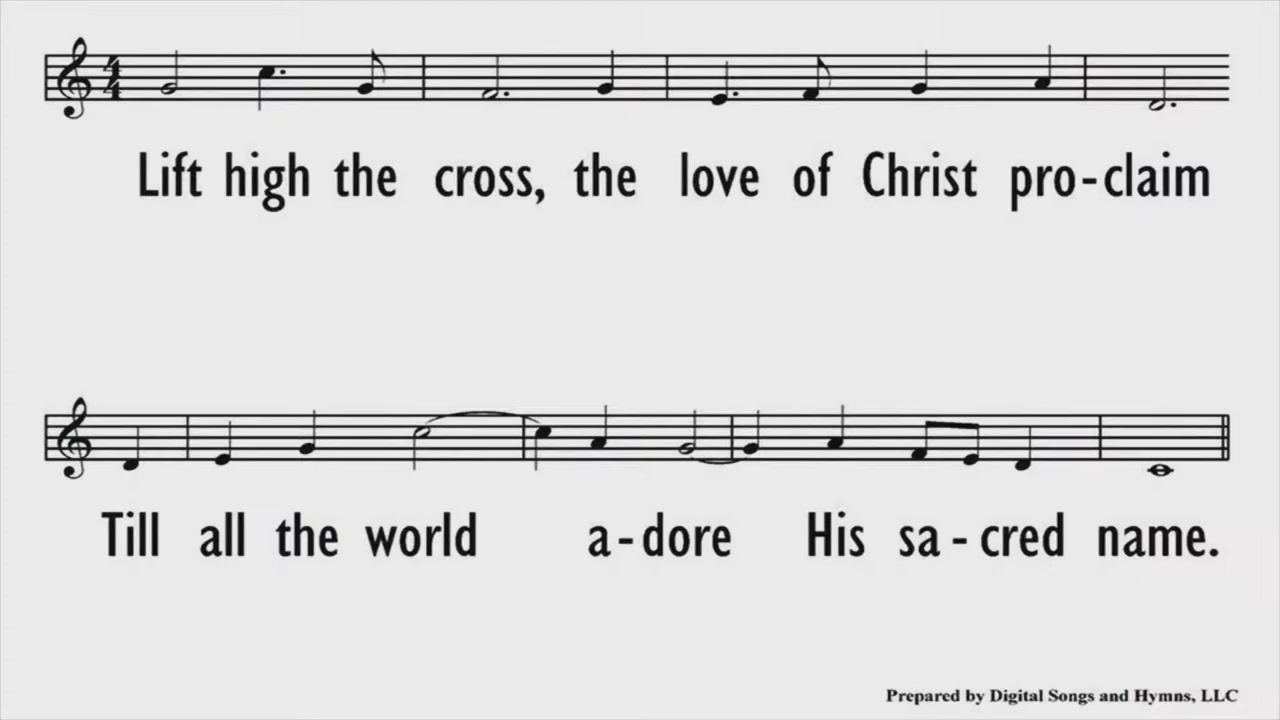 Lift high the cross, the love of Christ pro-claim
Till all the world a-dore His sa-cred name.
Prepared by Digital Songs and Hymns, LLC